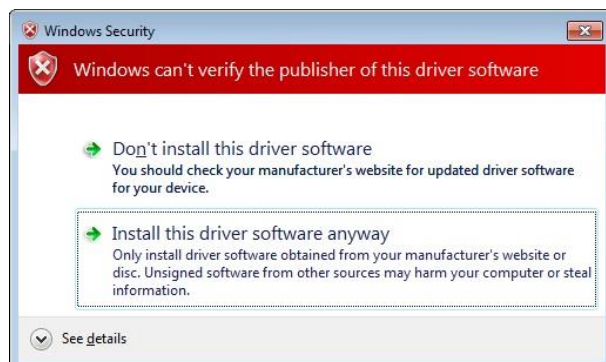 Windows Security
Windows can't verify the publisher of this driver software
Don't install this driver software
You should check your manufacturer's website for updated driver software
for your device.
Install this driver software anyway
Only install driver software obtained from your manufacturer's website or
disc. Unsigned software from other sources may harm your computer or steal
information.
See details